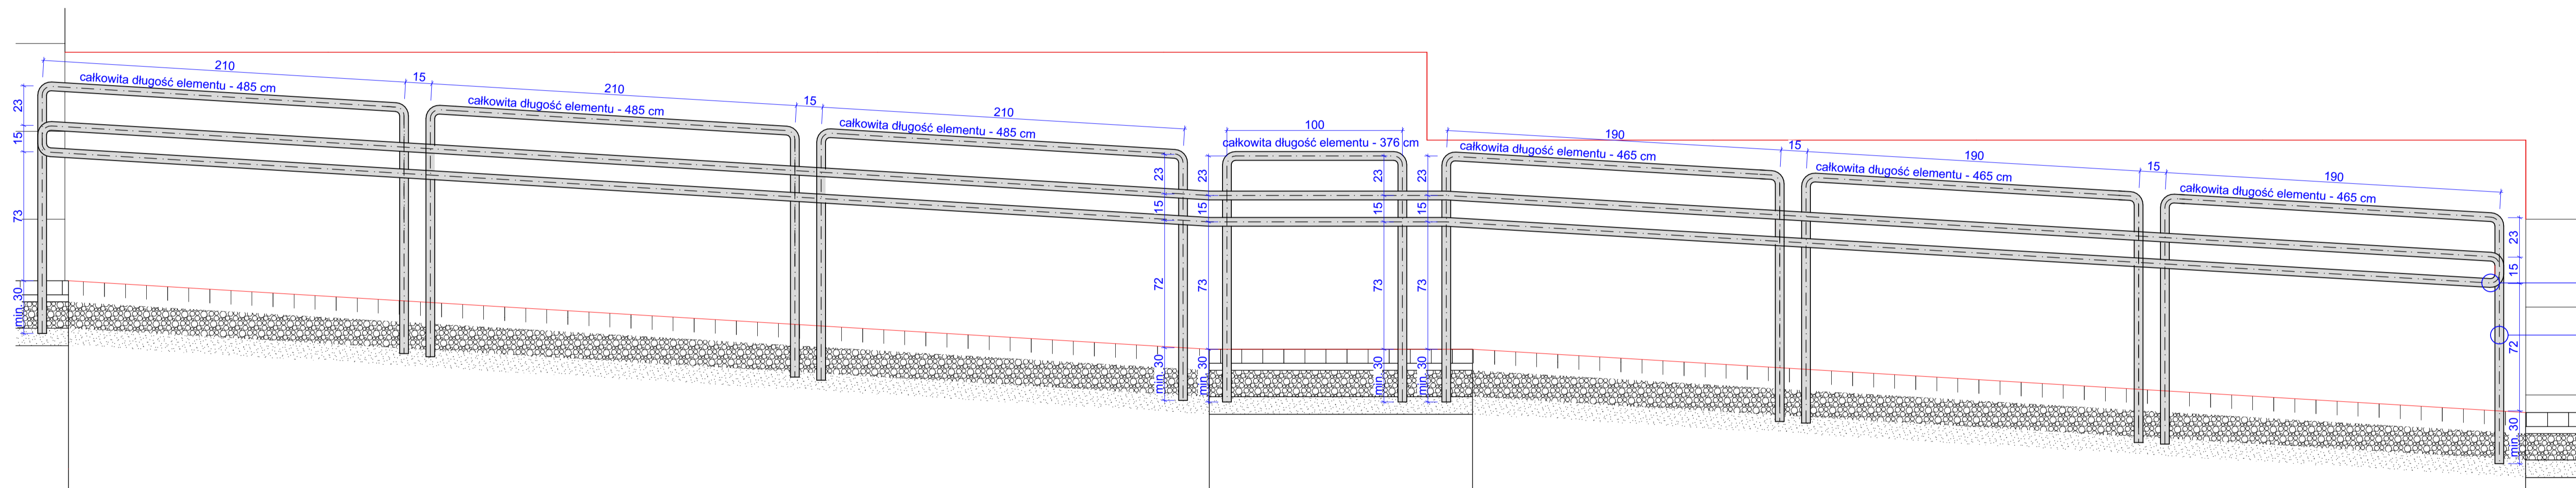 210
całkowita długość elementu - 485 cm
15
210
całkowita długość elementu - 485 cm
15
210
całkowita długość elementu - 485 cm
100
całkowita długość elementu - 376 cm
190
całkowita długość elementu - 465 cm
15
190
całkowita długość elementu - 465 cm
15
190
całkowita długość elementu - 465 cm
23
15
73
min. 30
23
15
72
min. 30
23
15
73
min. 30
23
15
73
min. 30
23
15
73
min. 30
23
15
72
min. 30